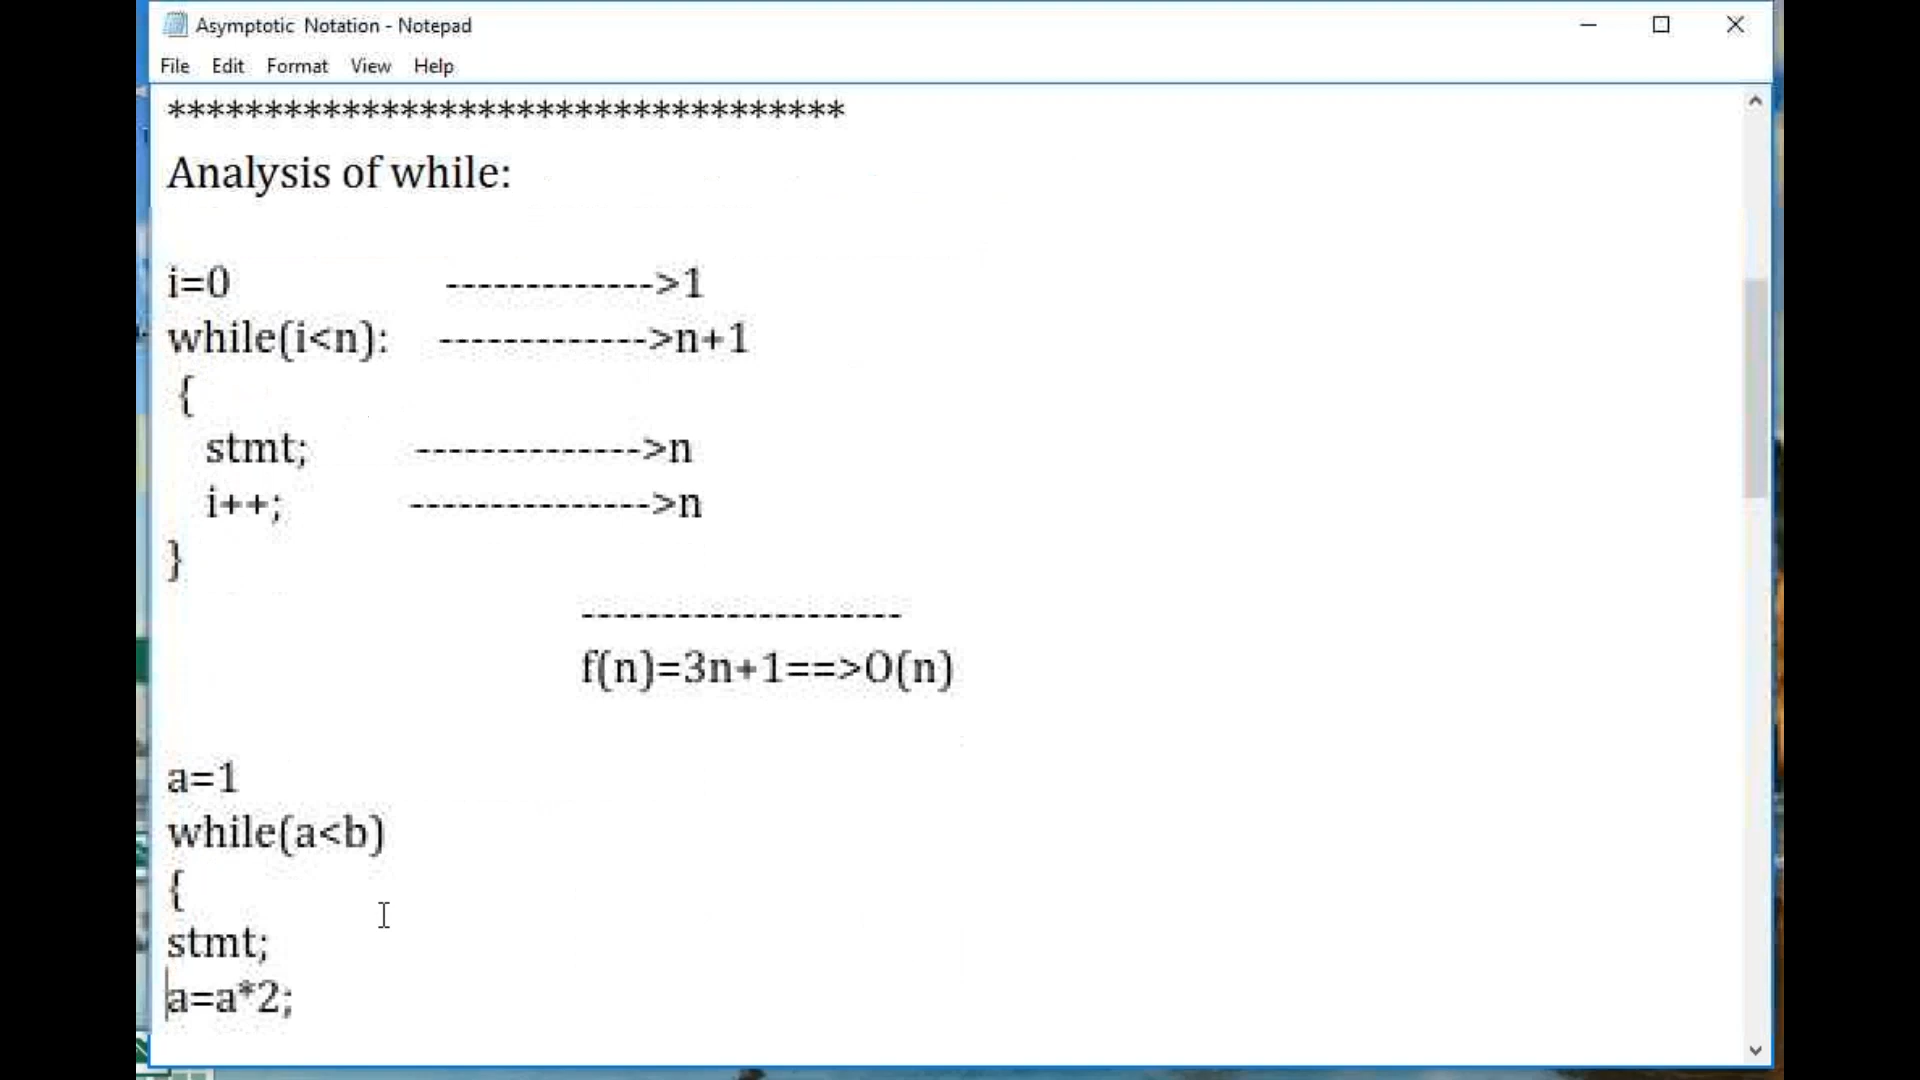 Asymptotic Notation - Notepad
File Edit Format View Help
***********************************
Analysis of while:
i=0 ------------->1
while(i<n): ------------->n+1
{
stmt; -------------->n
i++; --------------->n
}
--------------------
f(n)=3n+1==>O(n)
a=1
while(a<b)
{
stmt;
a=a*2;